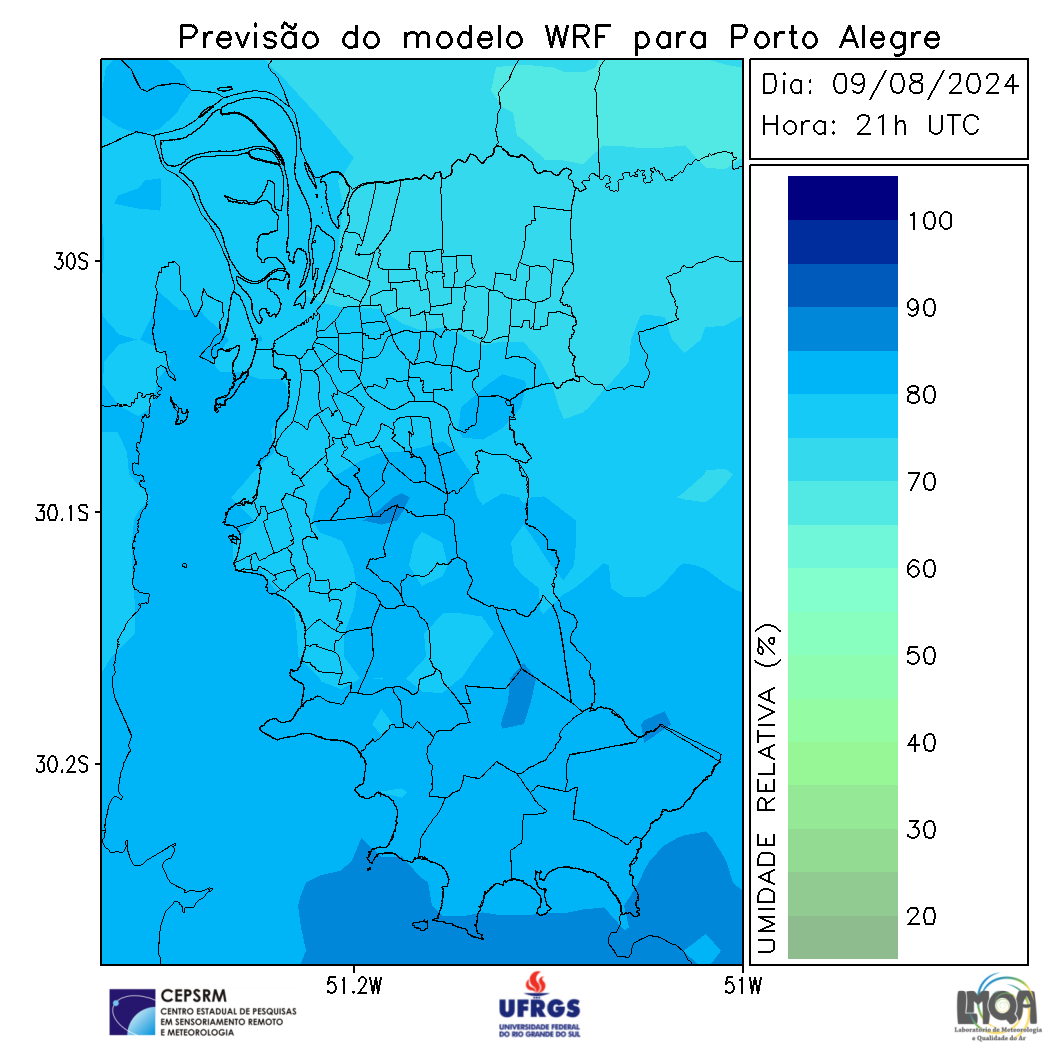 Previsão do modelo WRF para Porto Alegre
Dia: 09/08/2024
Hora: 21h UTC
100
90
80
70
60
50
40
30
20
UMIDADE RELATIVA (%)
30S
30.1S
30.2S
51.2W
51W
CEPSRM
CENTRO ESTADUAL DE PESQUISAS
EM SENSORIAMENTO REMOTO
E METEOROLOGIA
UFRGS
UNIVERSIDADE FEDERAL
DO RIO GRANDE DO SUL
LMQA
Laboratório de Meteorologia
e Qualidade do Ar